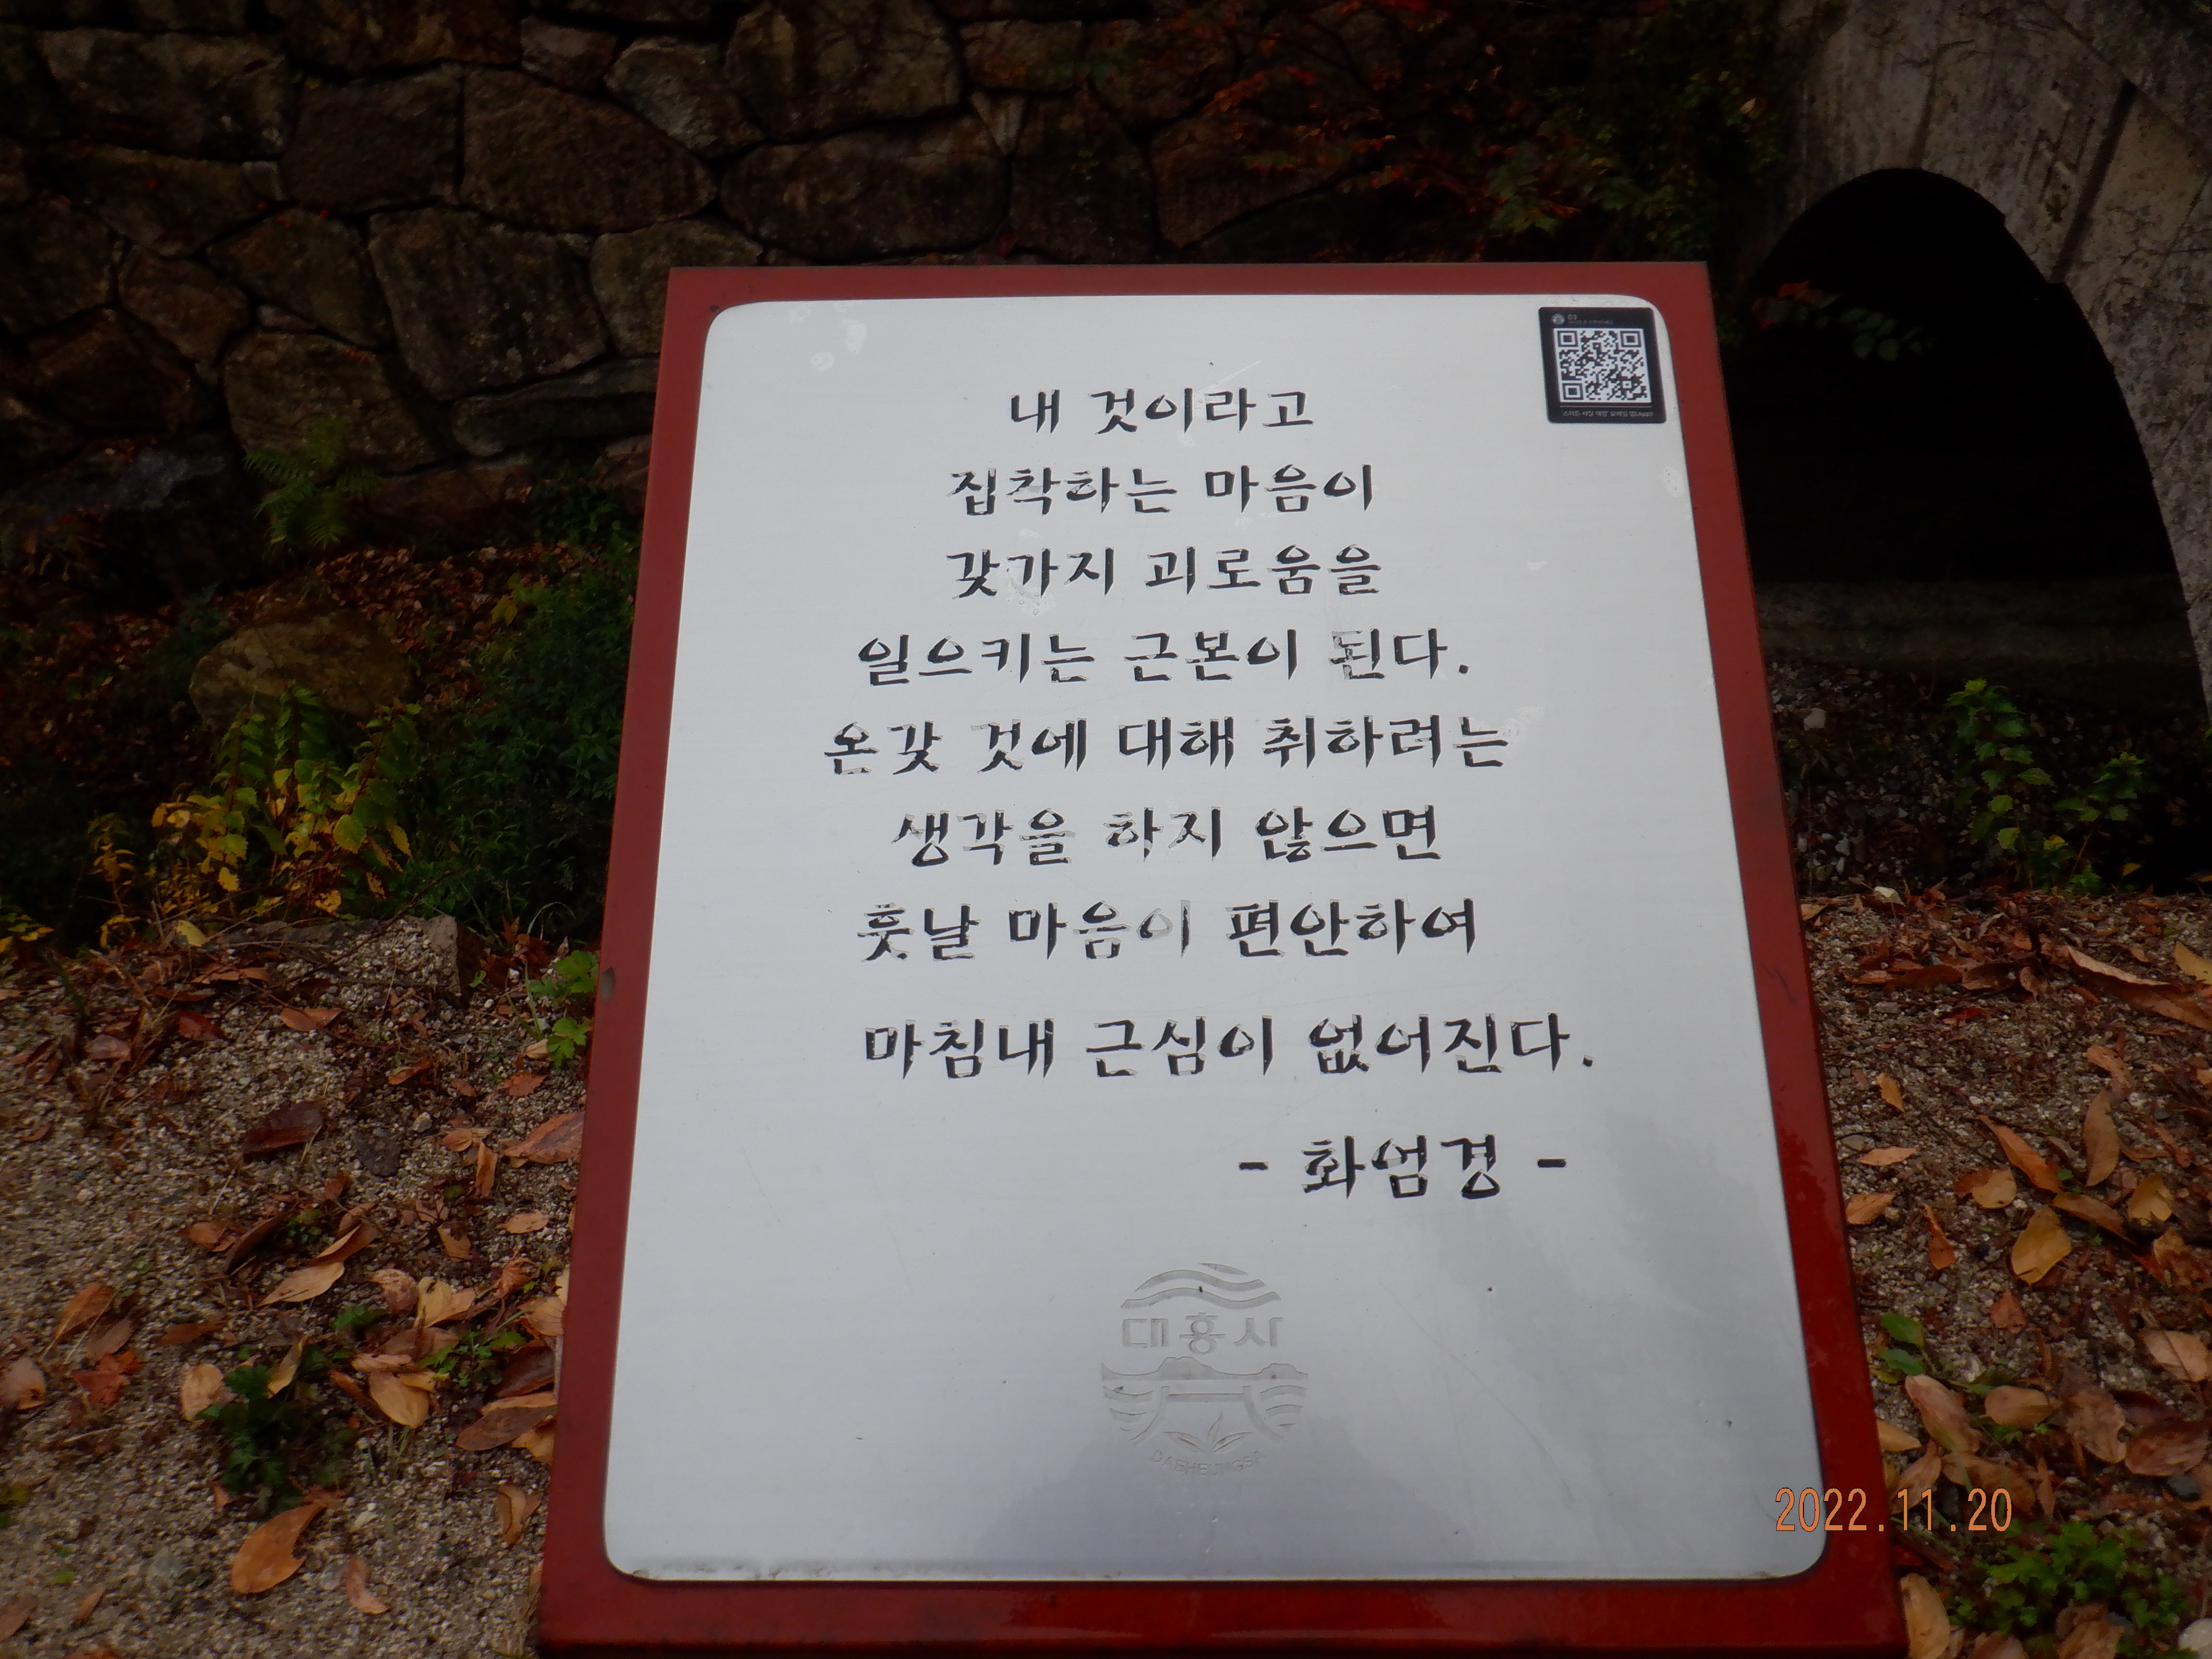 03
내 것이라고
집착하는 마음이
갖가지 괴로움을
일으키는 근본이 된다.
온갖 것에 대해 취하려는
생각을 하지 않으면
훗날 마음이 편안하여
마침내 근심이 없어진다.
- 화엄경 -
대흥사
DAEHEUNGSA
2022.11.20